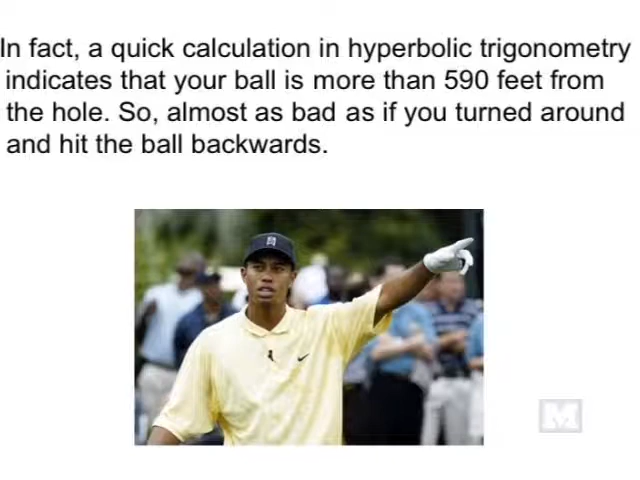 In fact, a quick calculation in hyperbolic trigonometry
indicates that your ball is more than 590 feet from
the hole. So, almost as bad as if you turned around
and hit the ball backwards.
M